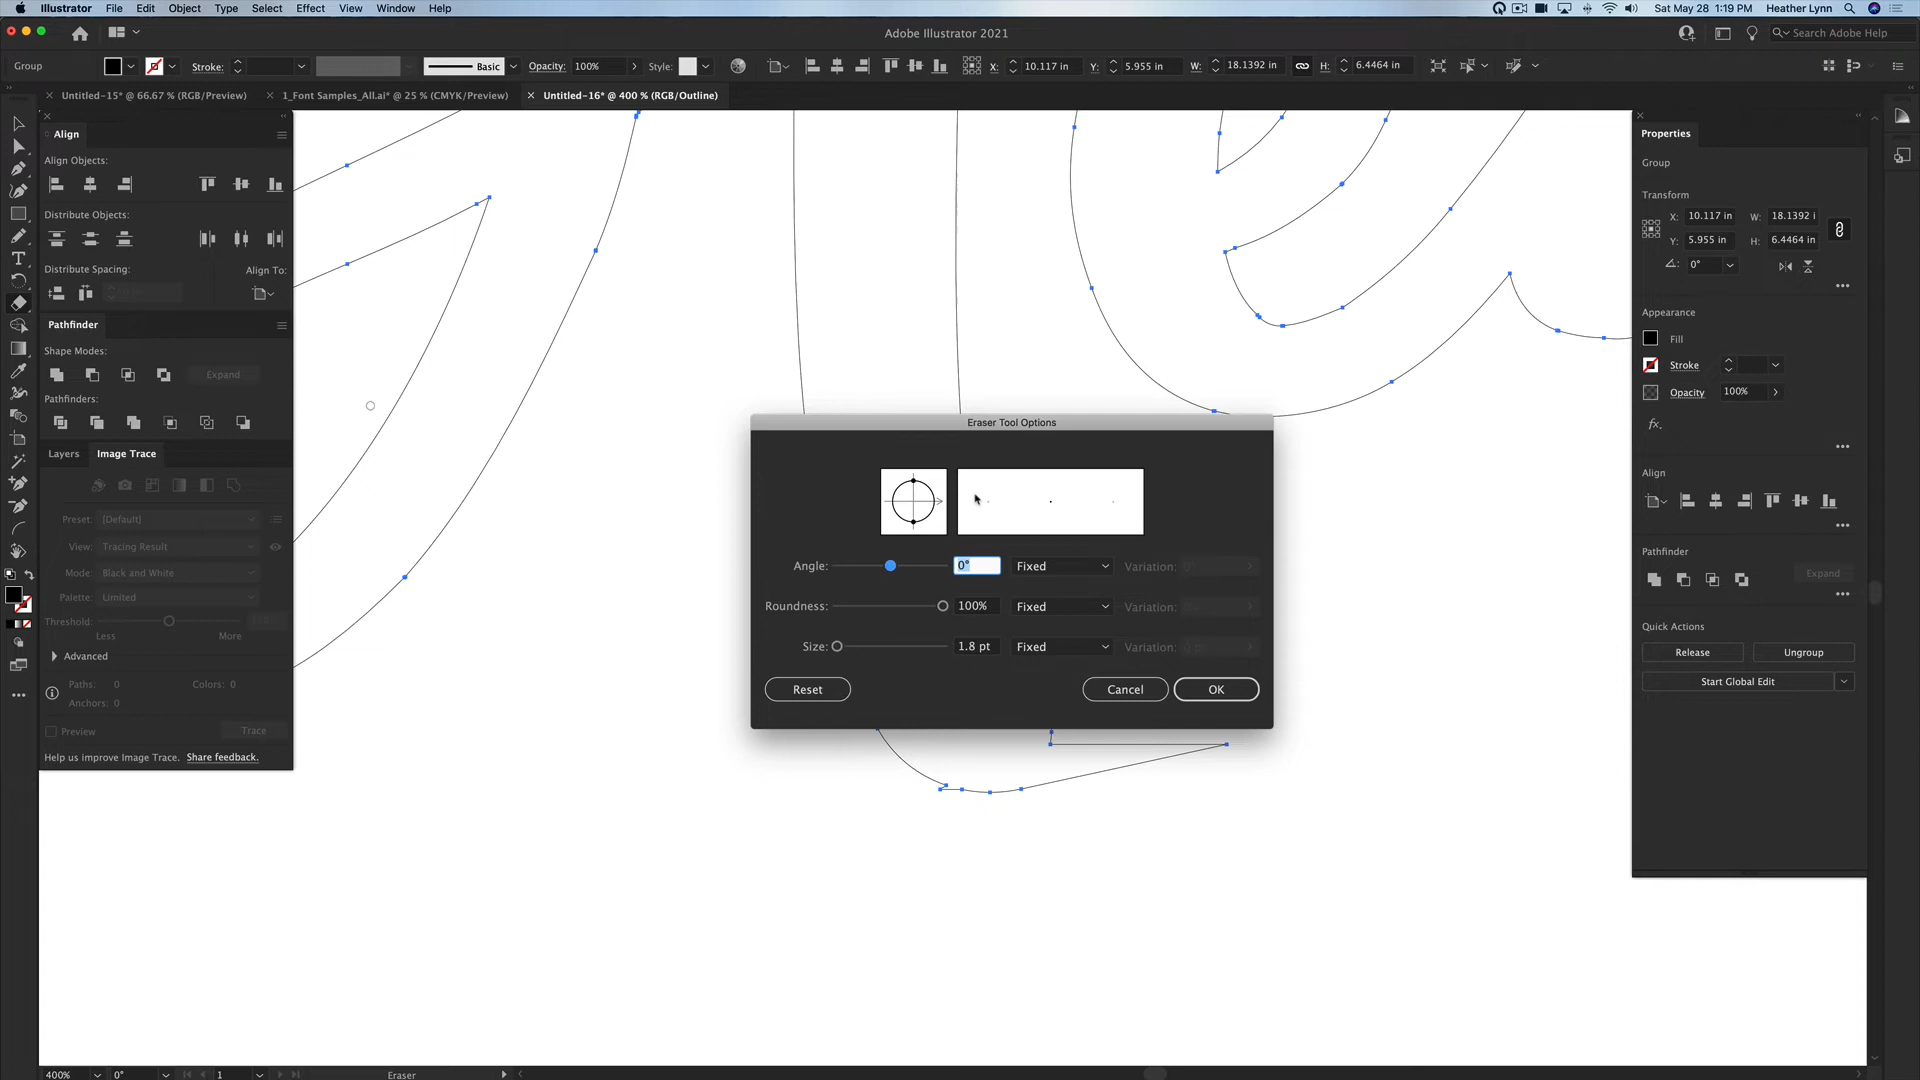 Illustrator File Edit Object Type Select Effect View Window Help
Sat May 28 1:19 PM Heather Lynn
Adobe Illustrator 2021
Search Adobe Help
Group Stroke: Basic Opacity: 100% Style: X: 10.117 in Y: 5.955 in W: 18.1392 in H: 6.4464 in
Untitled-15* @ 66.67 % (RGB/Preview) 1_Font Samples_All.ai* @ 25 % (CMYK/Preview) Untitled-16* @ 400 % (RGB/Outline)
Align
Align Objects:
Distribute Objects:
Distribute Spacing: Align To:
Pathfinder
Shape Modes:
Expand
Pathfinders:
Layers Image Trace
Preset: [Default]
View: Tracing Result
Mode: Black and White
Palette: Limited
Threshold:
Less More
Advanced
Paths: 0 Colors: 0
Anchors: 0
Preview Trace
Help us improve Image Trace. Share feedback.
Eraser Tool Options
Angle: 0° Fixed Variation: 0°
Roundness: 100% Fixed Variation:
Size: 1.8 pt Fixed Variation: 0 pt
Reset Cancel OK
Properties
Group
Transform
X: 10.117 in W: 18.1392 i
Y: 5.955 in H: 6.4464 in
0°
Appearance
Fill
Stroke
Opacity 100%
fx.
Align
Pathfinder
Expand
Quick Actions
Release Ungroup
Start Global Edit
400% 0° 1 Eraser